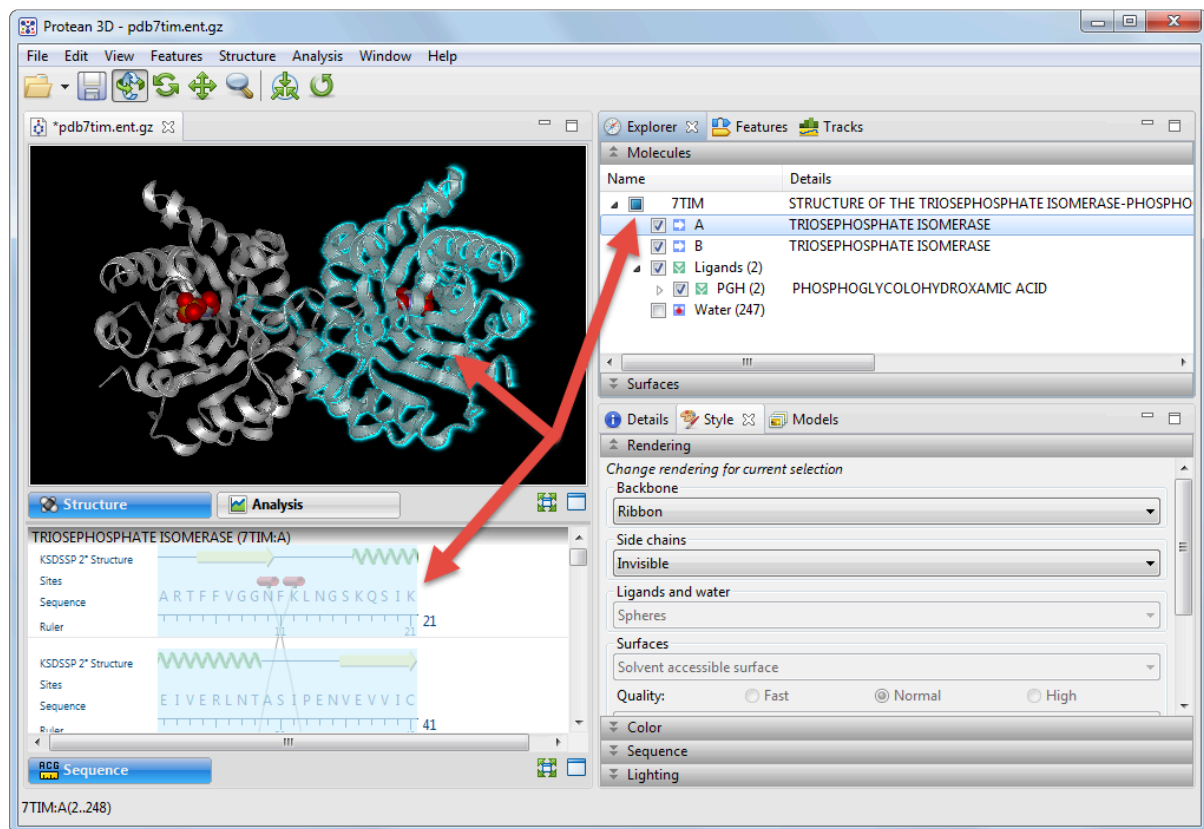 Protean 3D - pdb7tim.ent.gz
File Edit View Features Structure Analysis Window Help
*pdb7tim.ent.gz
Explorer Features Tracks
Molecules
Name Details
7TIM STRUCTURE OF THE TRIOSEPHOSPHATE ISOMERASE-PHOSPHO
A TRIOSEPHOSPHATE ISOMERASE
B TRIOSEPHOSPHATE ISOMERASE
Ligands (2)
PGH (2) PHOSPHOGLYCOLOHYDROXAMIC ACID
Water (247)
Surfaces
Details Style Models
Rendering
Change rendering for current selection
Backbone
Ribbon
Side chains
Invisible
Ligands and water
Spheres
Surfaces
Solvent accessible surface
Quality: Fast Normal High
Color
Sequence
Lighting
Structure Analysis
TRIOSEPHOSPHATE ISOMERASE (7TIM:A)
KSDSSP 2° Structure
Sites
Sequence ARTFFVGGNFKLNGSKQSIK
Ruler 11 21 21
KSDSSP 2° Structure
Sites
Sequence EIVERLNTASIPENVEVVIC
Ruler 41
ACG Sequence
7TIM:A(2..248)